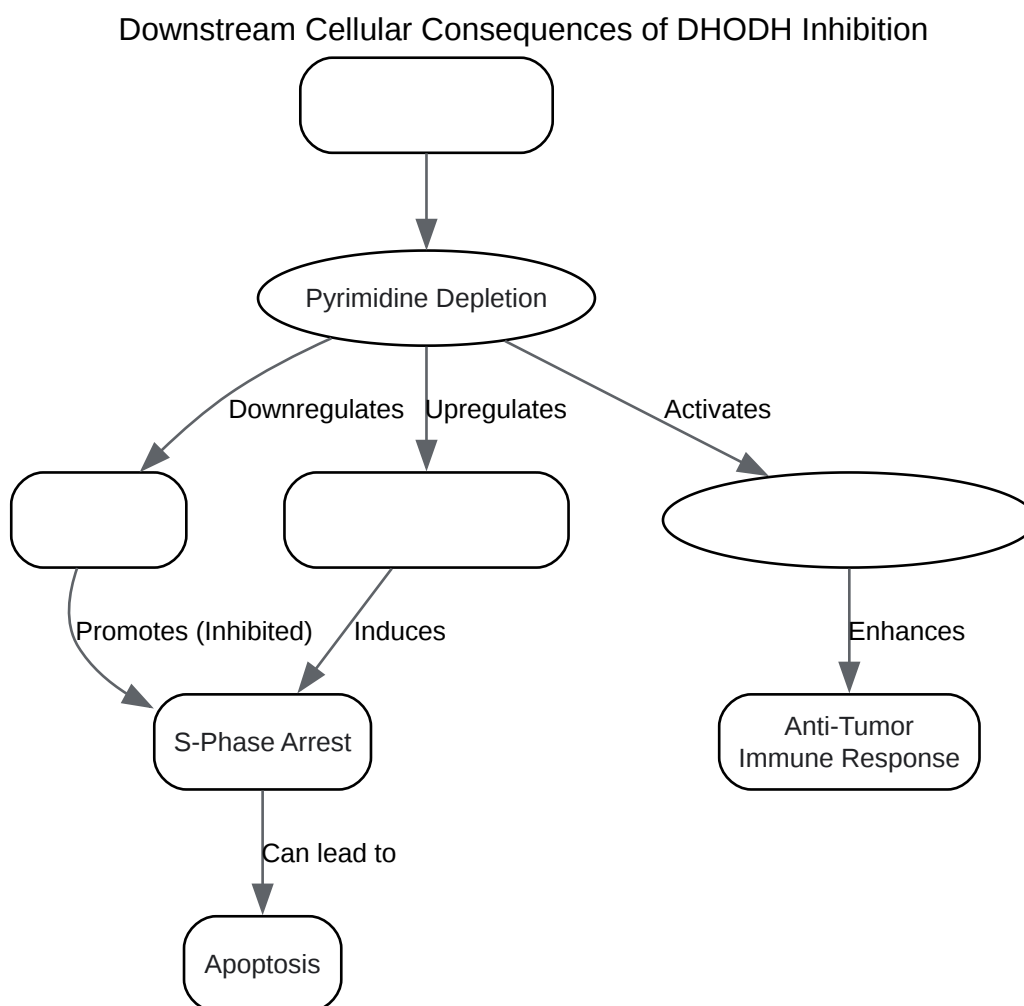 Downstream Cellular Consequences of DHODH Inhibition
Pyrimidine Depletion
Downregulates
Upregulates
Activates
Promotes (Inhibited)
Induces
Enhances
S-Phase Arrest
Anti-Tumor
Immune Response
Can lead to
Apoptosis